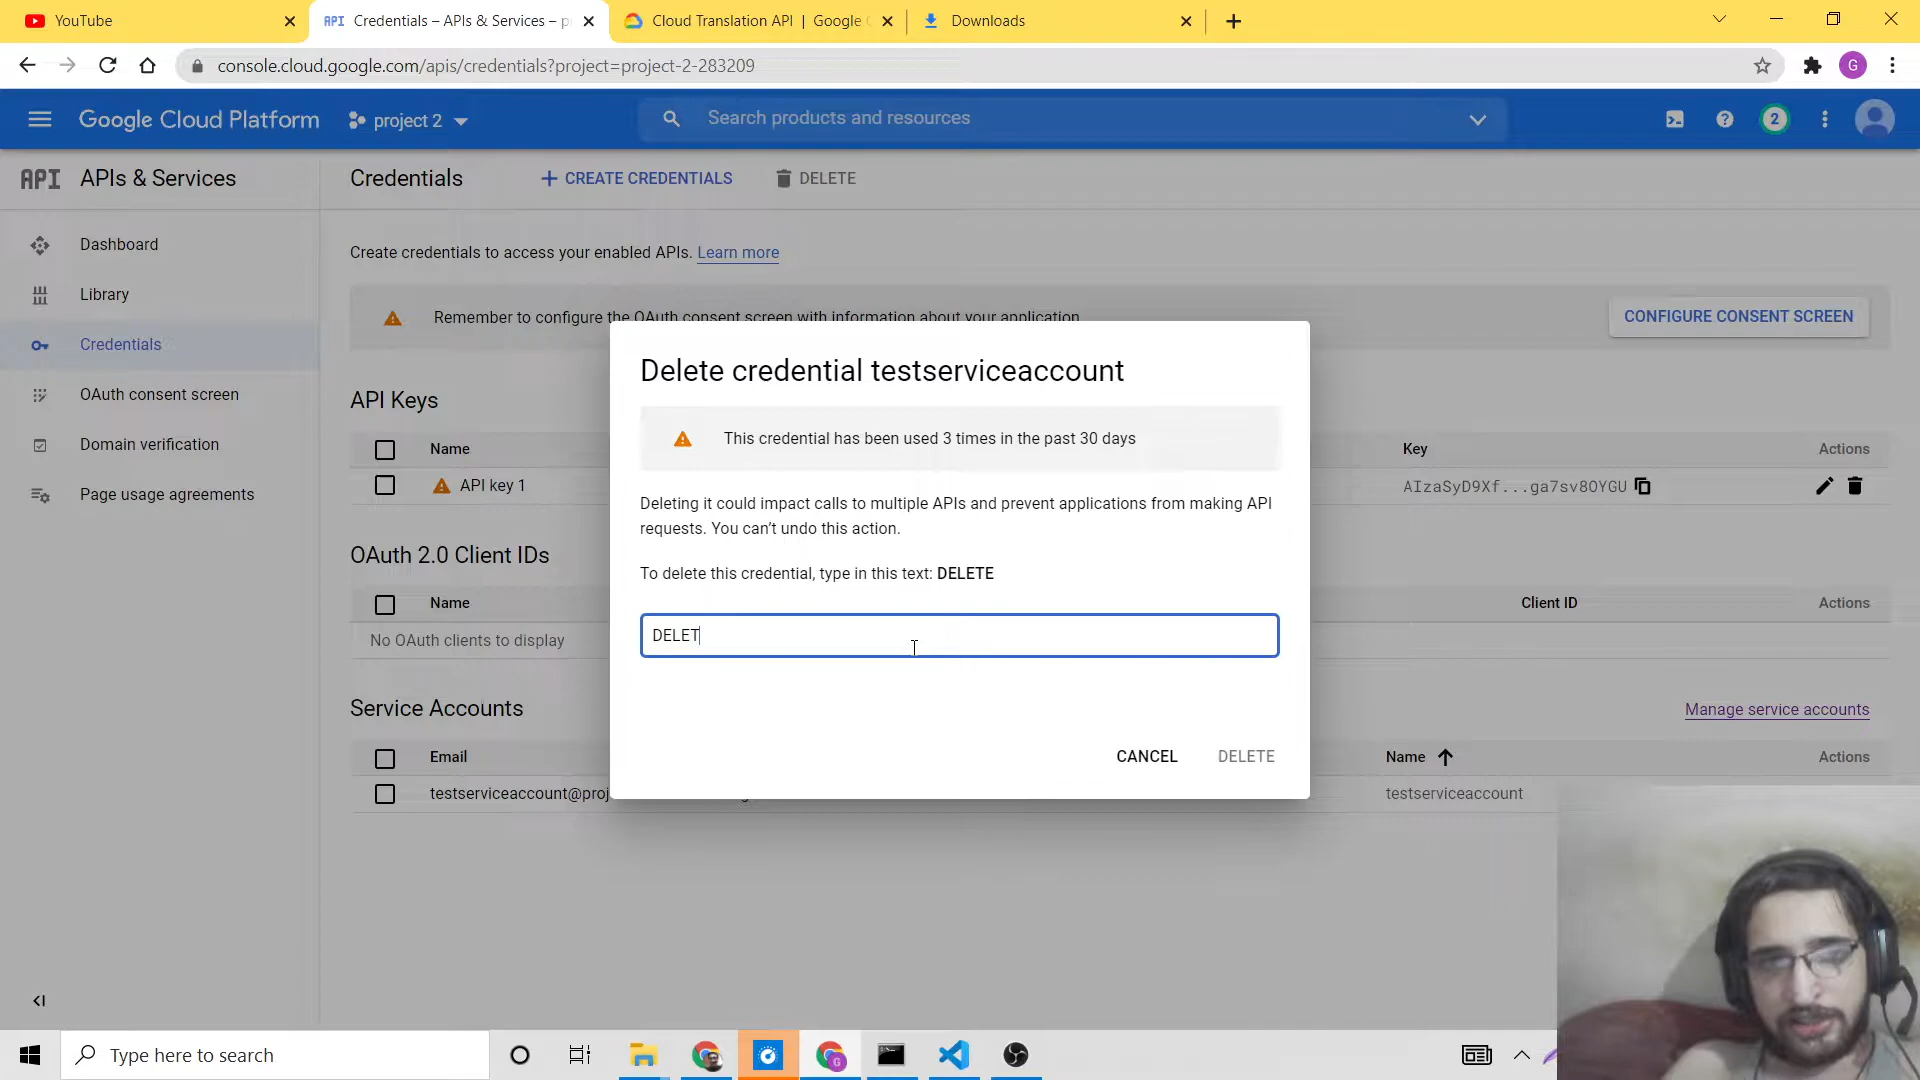 YouTube
API Credentials – APIs & Services – p
Cloud Translation API | Google C
Downloads
console.cloud.google.com/apis/credentials?project=project-2-283209
G
Google Cloud Platform
project 2
Search products and resources
2
API APIs & Services
Credentials
CREATE CREDENTIALS
DELETE
Dashboard
Library
Credentials
OAuth consent screen
Domain verification
Page usage agreements
Create credentials to access your enabled APIs. Learn more
Remember to configure the OAuth consent screen with information about your application
CONFIGURE CONSENT SCREEN
API Keys
Name
Key
Actions
API key 1
AIzaSyD9Xf...ga7sv8OYGU
OAuth 2.0 Client IDs
Name
Client ID
Actions
No OAuth clients to display
Service Accounts
Manage service accounts
Email
Name
Actions
testserviceaccount@proj
testserviceaccount
Delete credential testserviceaccount
This credential has been used 3 times in the past 30 days
Deleting it could impact calls to multiple APIs and prevent applications from making API
requests. You can't undo this action.
To delete this credential, type in this text: DELETE
DELET
CANCEL
DELETE
Type here to search
G